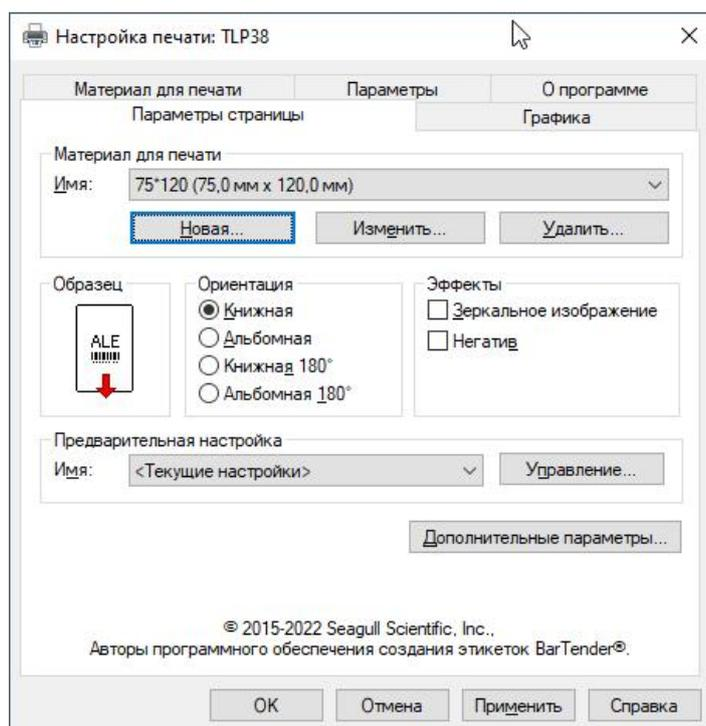 Настройка печати: TLP38
Материал для печати
Параметры
О программе
Параметры страницы
Графика
Материал для печати
Имя:
75*120 (75,0 мм x 120,0 мм)
Новая...
Изменить...
Удалить...
Образец
ALE
Ориентация
Книжная
Альбомная
Книжная 180°
Альбомная 180°
Эффекты
Зеркальное изображение
Негатив
Предварительная настройка
Имя:
<Текущие настройки>
Управление...
Дополнительные параметры...
© 2015-2022 Seagull Scientific, Inc.,
Авторы программного обеспечения создания этикеток BarTender®.
OK
Отмена
Применить
Справка